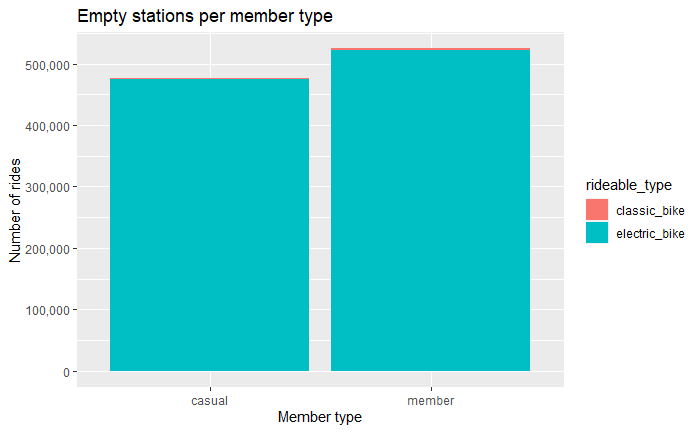 Empty stations per member type
Number of rides
500,000
400,000
300,000
200,000
100,000
0
casual
member
Member type
rideable_type
classic_bike
electric_bike